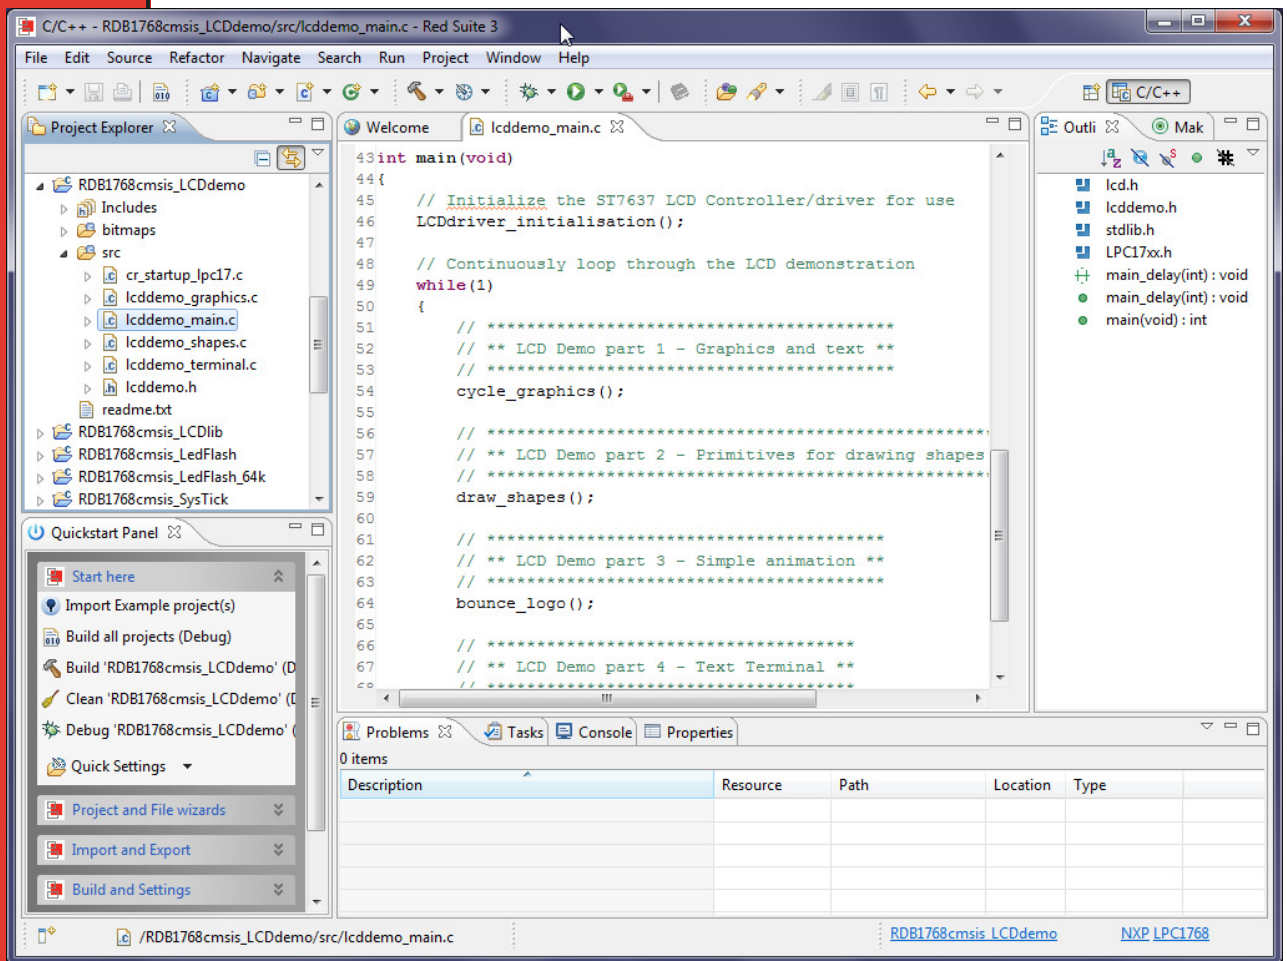 C/C++ - RDB1768cmsis_LCDdemo/src/lcddemo_main.c - Red Suite 3
File Edit Source Refactor Navigate Search Run Project Window Help
C/C++
Project Explorer
RDB1768cmsis_LCDdemo
Includes
bitmaps
src
cr_startup_lpc17.c
lcddemo_graphics.c
lcddemo_main.c
lcddemo_shapes.c
lcddemo_terminal.c
lcddemo.h
readme.txt
RDB1768cmsis_LCDlib
RDB1768cmsis_LedFlash
RDB1768cmsis_LedFlash_64k
RDB1768cmsis_SysTick
Quickstart Panel
Start here
Import Example project(s)
Build all projects (Debug)
Build 'RDB1768cmsis_LCDdemo' (D
Clean 'RDB1768cmsis_LCDdemo' (D
Debug 'RDB1768cmsis_LCDdemo' (
Quick Settings
Project and File wizards
Import and Export
Build and Settings
Welcome lcddemo_main.c
43 int main(void)
44 {
45 // Initialize the ST7637 LCD Controller/driver for use
46 LCDdriver_initialisation();
47
48 // Continuously loop through the LCD demonstration
49 while(1)
50 {
51 // *****************************************
52 // ** LCD Demo part 1 - Graphics and text **
53 // *****************************************
54 cycle_graphics();
55
56 // ***************************************************
57 // ** LCD Demo part 2 - Primitives for drawing shapes
58 // ***************************************************
59 draw_shapes();
60
61 // ****************************************
62 // ** LCD Demo part 3 - Simple animation **
63 // ****************************************
64 bounce_logo();
65
66 // *************************************
67 // ** LCD Demo part 4 - Text Terminal **
68 // *************************************
Outli Mak
lcd.h
lcddemo.h
stdlib.h
LPC17xx.h
main_delay(int) : void
main_delay(int) : void
main(void) : int
Problems Tasks Console Properties
0 items
Description Resource Path Location Type
/RDB1768cmsis_LCDdemo/src/lcddemo_main.c
RDB1768cmsis_LCDdemo
NXP LPC1768